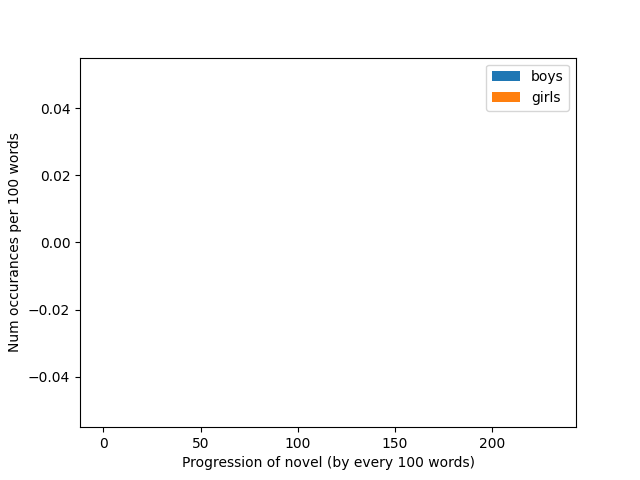 boys
girls
0.04
0.02
0.00
−0.02
−0.04
Num occurances per 100 words
0 50 100 150 200
Progression of novel (by every 100 words)